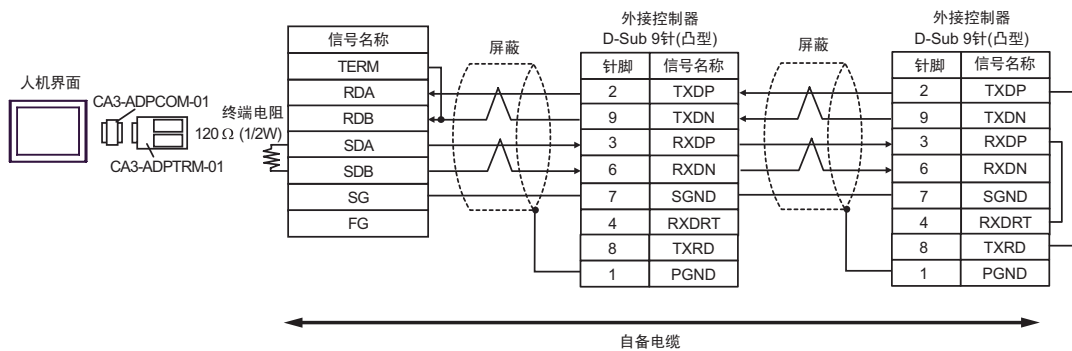 人机界面
CA3-ADPCOM-01
CA3-ADPTRM-01
终端电阻
120 Ω (1/2W)
信号名称
TERM
RDA
RDB
SDA
SDB
SG
FG
屏蔽
外接控制器
D-Sub 9针(凸型)
针脚 信号名称
2 TXDP
9 TXDN
3 RXDP
6 RXDN
7 SGND
4 RXDRT
8 TXRD
1 PGND
屏蔽
外接控制器
D-Sub 9针(凸型)
针脚 信号名称
2 TXDP
9 TXDN
3 RXDP
6 RXDN
7 SGND
4 RXDRT
8 TXRD
1 PGND
自备电缆